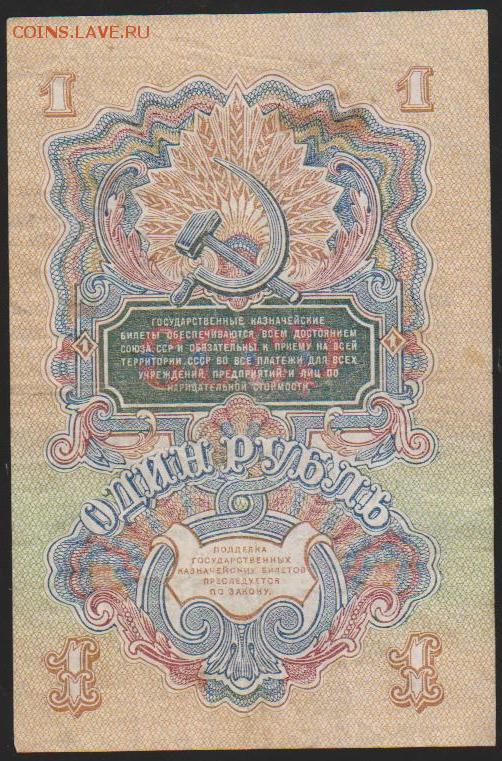 COINS.LAVE.RU
1 1
ГОСУДАРСТВЕННЫЕ КАЗНАЧЕЙСКИЕ
БИЛЕТЫ ОБЕСПЕЧИВАЮТСЯ ВСЕМ ДОСТОЯНИЕМ
СОЮЗА ССР И ОБЯЗАТЕЛЬНЫ К ПРИЕМУ НА ВСЕЙ
ТЕРРИТОРИИ СССР ВО ВСЕ ПЛАТЕЖИ ДЛЯ ВСЕХ
УЧРЕЖДЕНИЙ, ПРЕДПРИЯТИЙ И ЛИЦ ПО
НАРИЦАТЕЛЬНОЙ СТОИМОСТИ.
ОДИН РУБЛЬ
ПОДДЕЛКА
ГОСУДАРСТВЕННЫХ
КАЗНАЧЕЙСКИХ БИЛЕТОВ
ПРЕСЛЕДУЕТСЯ
ПО ЗАКОНУ.
1 1